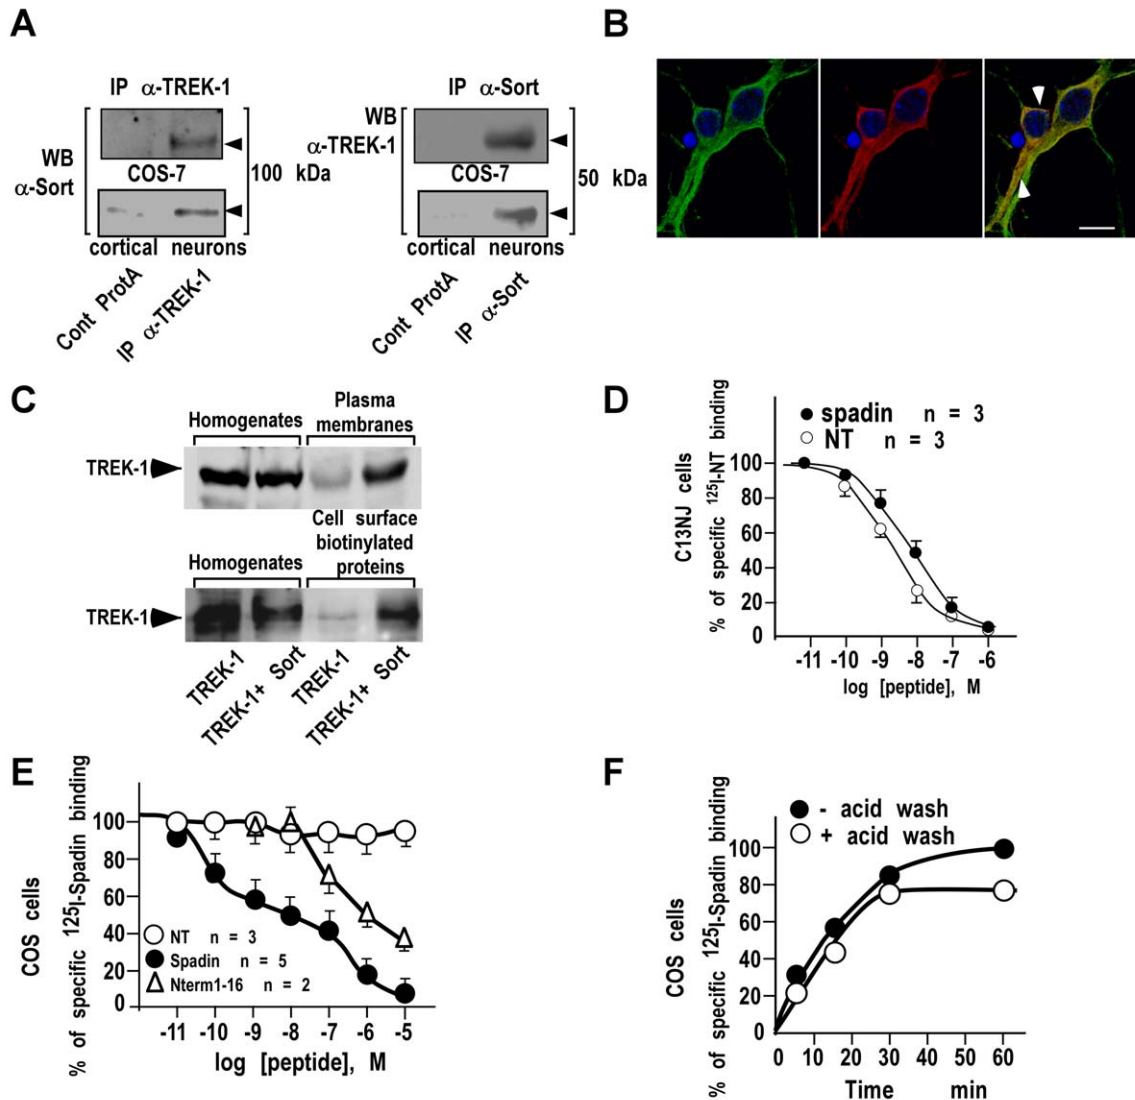 A
IP α-TREK-1
WB
α-Sort
COS-7
100 kDa
cortical neurons
Cont ProtA
IP α-TREK-1
IP α-Sort
WB
α-TREK-1
COS-7
50 kDa
cortical neurons
Cont ProtA
IP α-Sort
B
C
Homogenates
Plasma
membranes
TREK-1
Homogenates
Cell surface
biotinylated
proteins
TREK-1
TREK-1
TREK-1+ Sort
TREK-1
TREK-1+ Sort
D
spadin n = 3
NT n = 3
C13NJ cells
% of specific ¹²⁵I-NT binding
100
80
60
40
20
0
-11 -10 -9 -8 -7 -6
log [peptide], M
E
COS cells
% of specific ¹²⁵I-Spadin binding
100
80
60
40
20
0
NT n = 3
Spadin n = 5
Nterm1-16 n = 2
-11 -10 -9 -8 -7 -6 -5
log [peptide], M
F
- acid wash
+ acid wash
COS cells
% of specific ¹²⁵I-Spadin binding
100
80
60
40
20
0
0 10 20 30 40 50 60
Time min